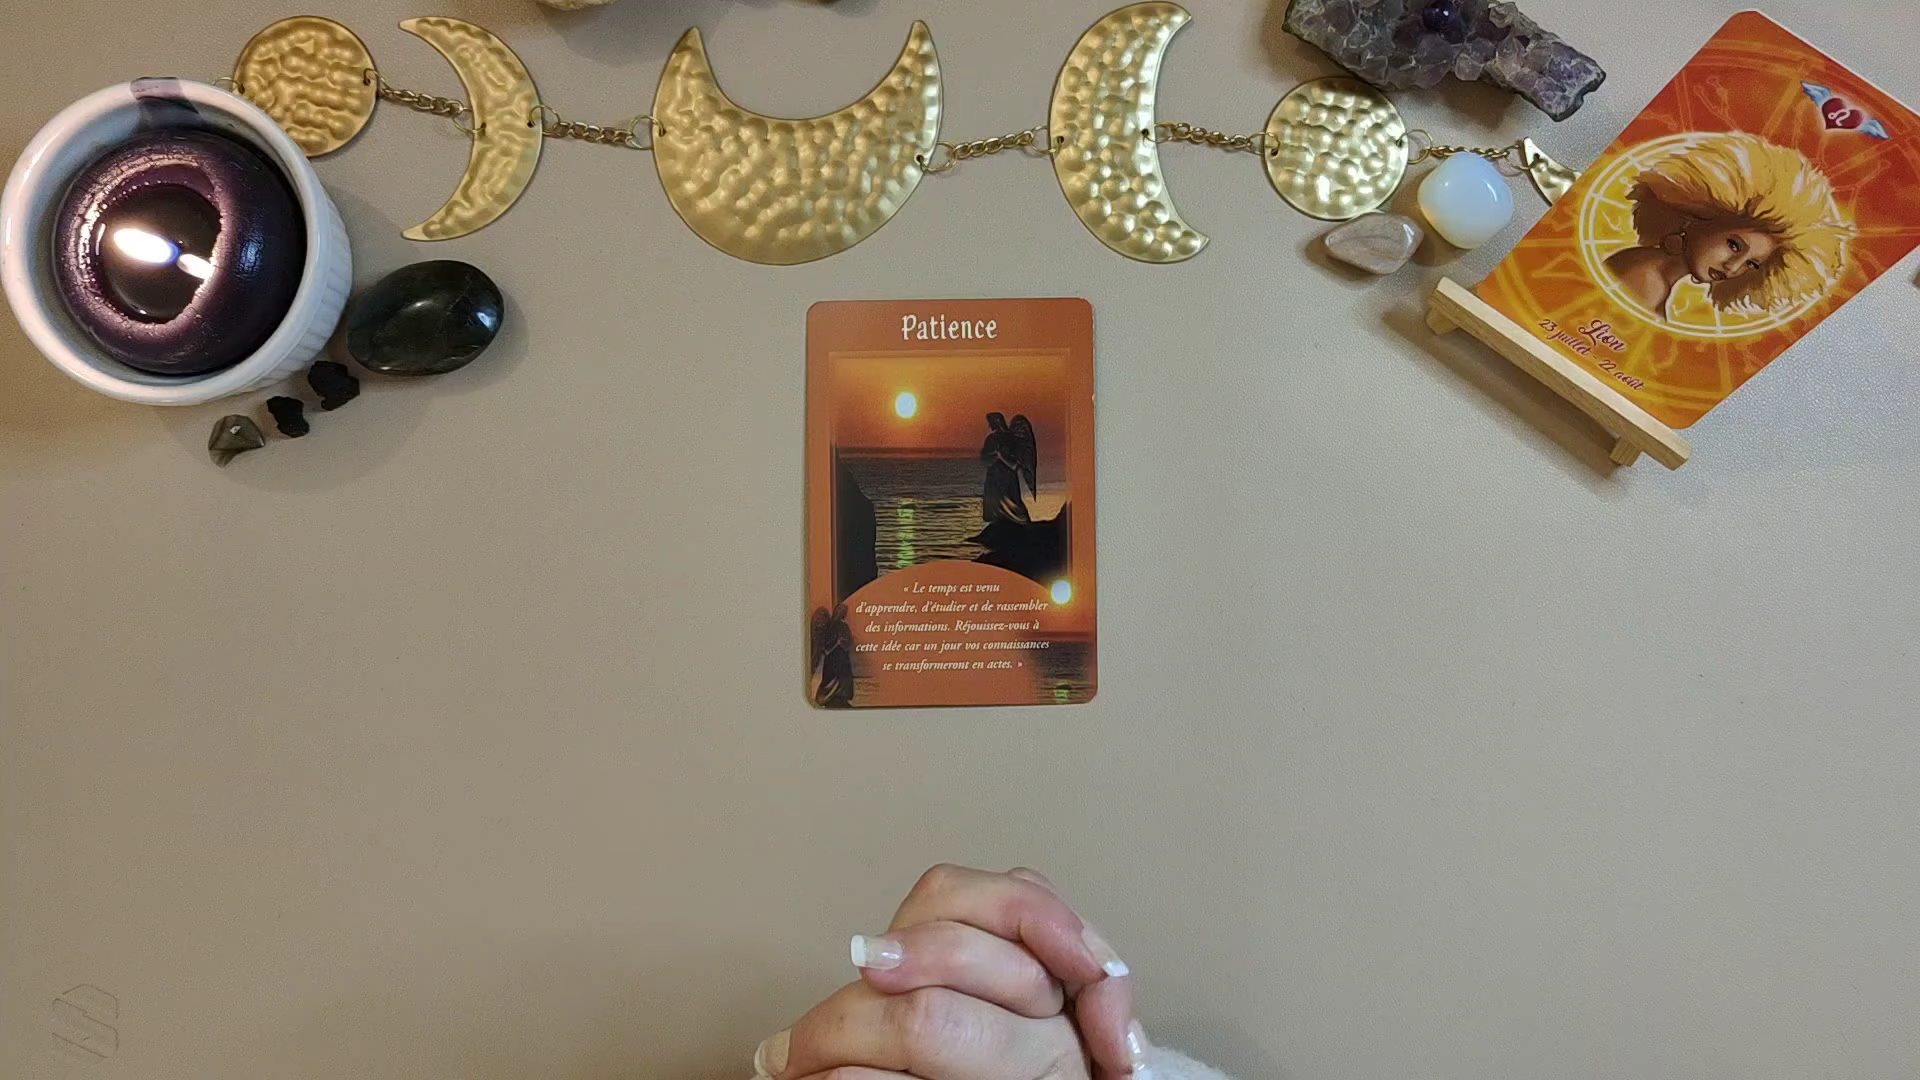 Patience
« Le temps est venu
d'apprendre, d'étudier et de rassembler
des informations. Réjouissez-vous à
cette idée car un jour vos connaissances
se transformeront en actes. »
Lion
23 juillet - 22 août